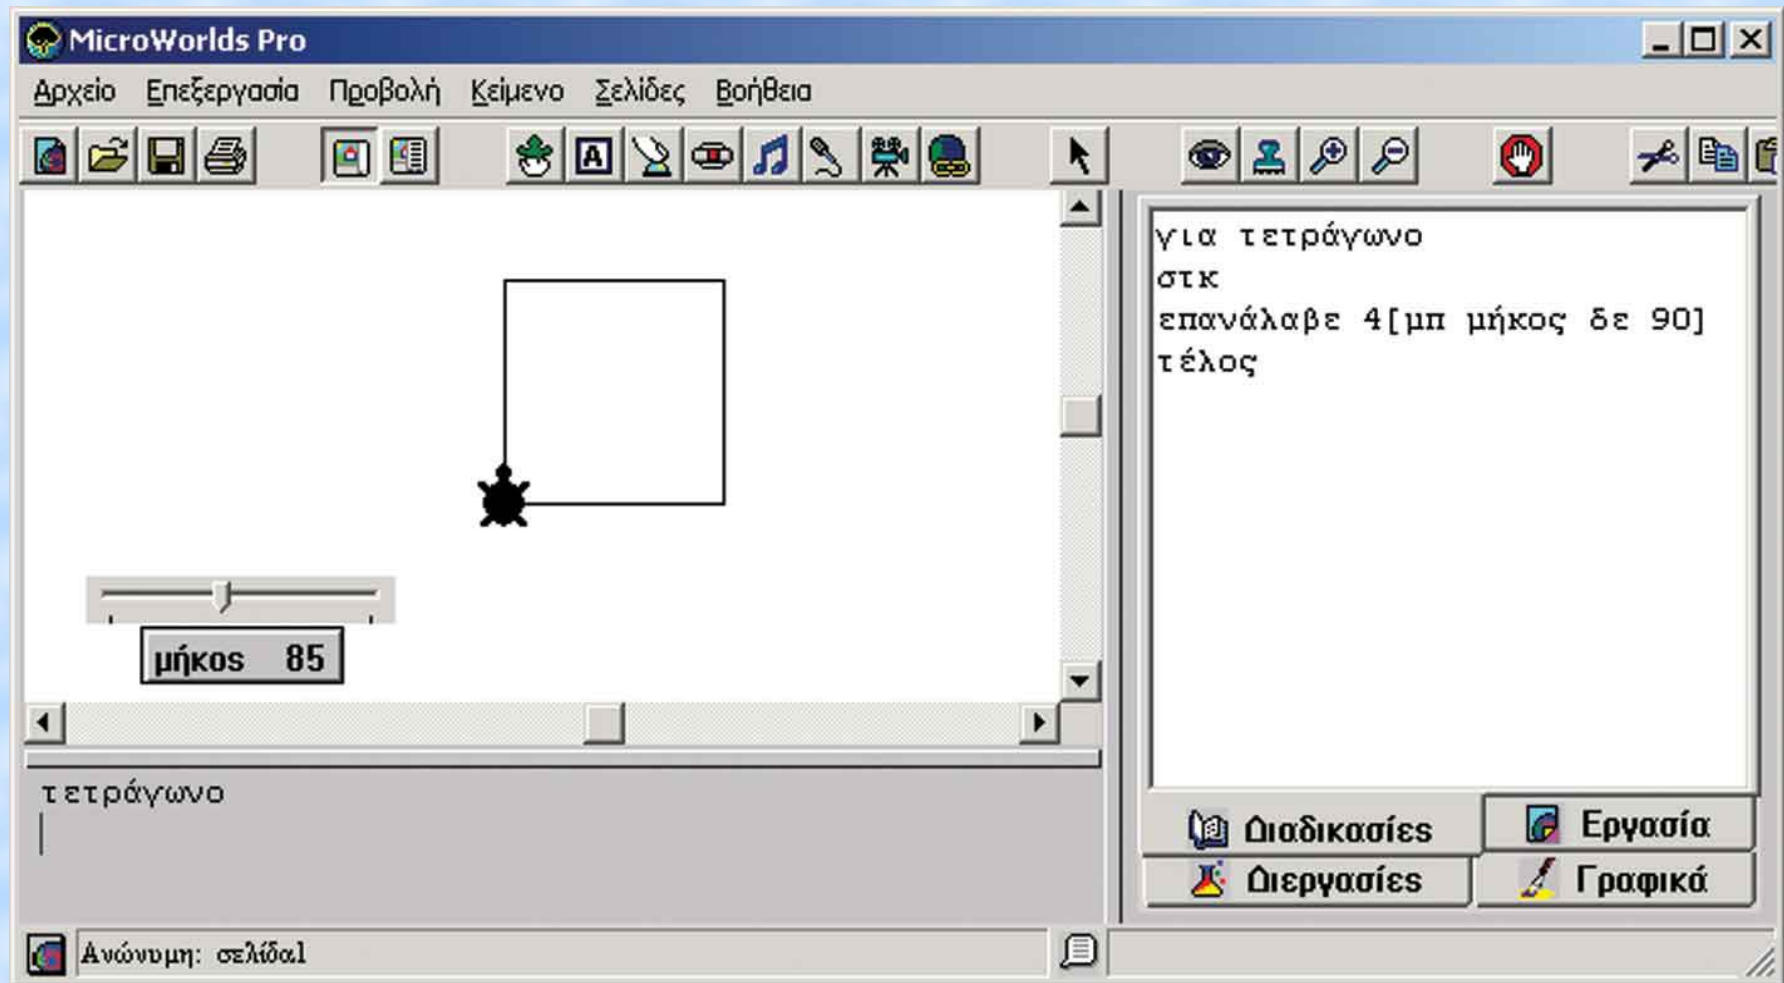 MicroWorlds Pro
Αρχείο Επεξεργασία Προβολή Κείμενο Σελίδες Βοήθεια
A
για τετράγωνο
στκ
επανάλαβε 4[μπ μήκος δε 90]
τέλος
μήκος 85
τετράγωνο
Διαδικασίες Εργασία
Διεργασίες Γραφικά
Ανώνυμη: σελίδα1